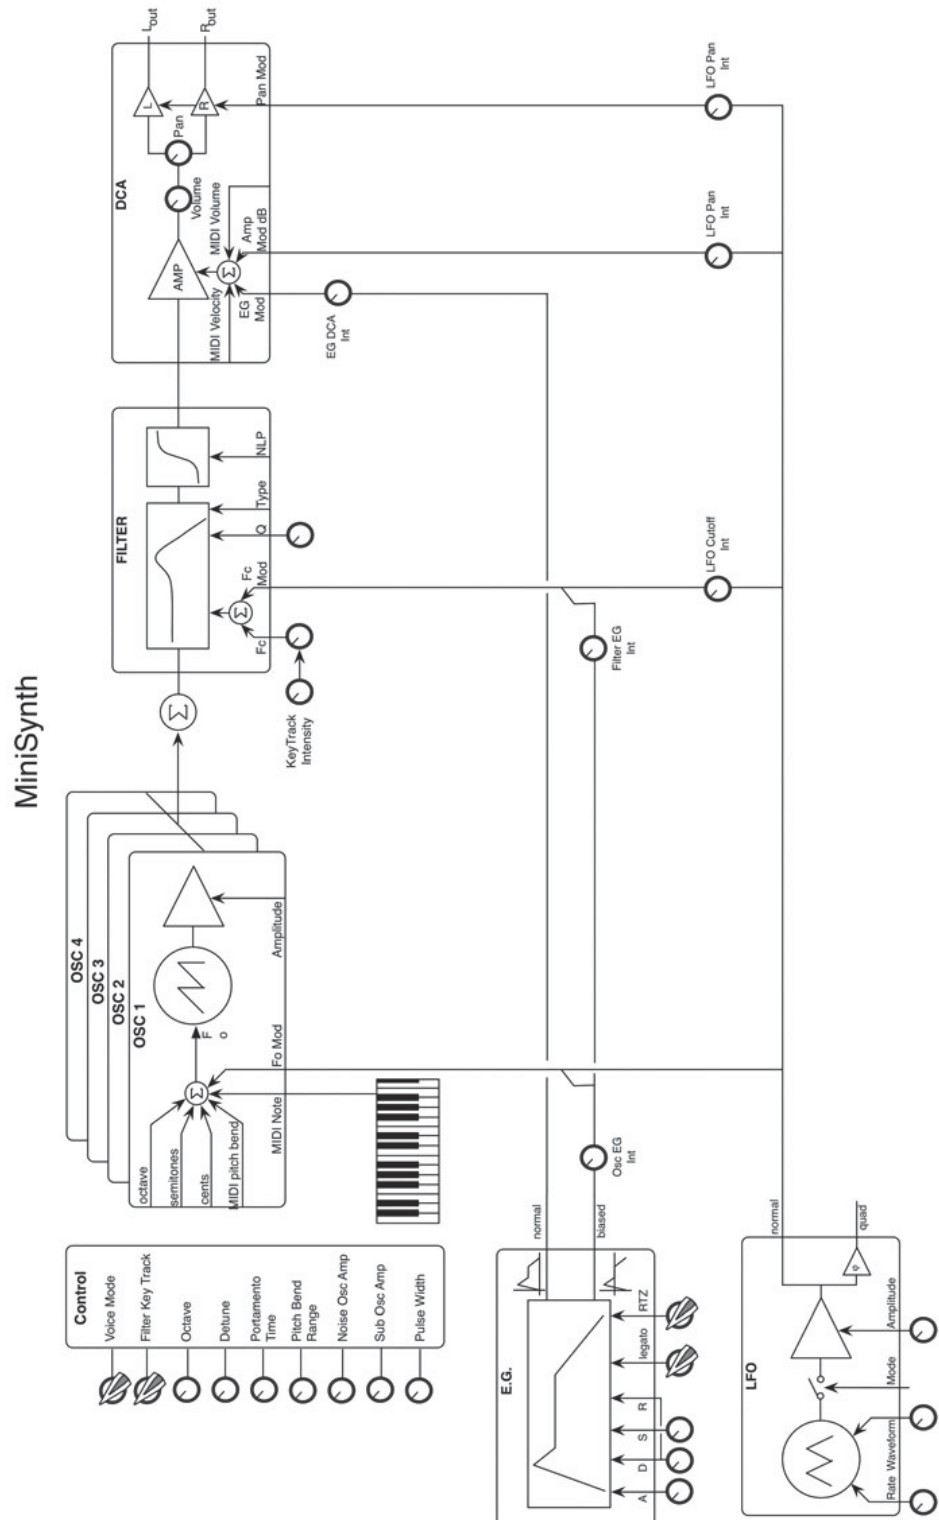 MiniSynth
Control
Voice Mode
Filter Key Track
Octave
Detune
Portamento
Time
Pitch Bend
Range
Noise Osc Amp
Sub Osc Amp
Pulse Width
OSC 4
OSC 3
OSC 2
OSC 1
octave
semitones
cents
MIDI pitch bend
Σ
F
o
MIDI Note
Fo Mod
Amplitude
Σ
FILTER
Σ
Fc
Fc
Mod
Q
Type
NLP
KeyTrack
Intensity
DCA
AMP
Volume
Pan
L
R
Lout
Rout
MIDI Velocity
EG
Mod
Σ
Amp
Mod dB
MIDI Volume
Pan Mod
EG DCA
Int
E.G.
A
D
S
R
legato
RTZ
normal
biased
Osc EG
Int
Filter EG
Int
LFO
Rate
Waveform
Mode
Amplitude
φ
normal
quad
LFO Cutoff
Int
LFO Pan
Int
LFO Pan
Int